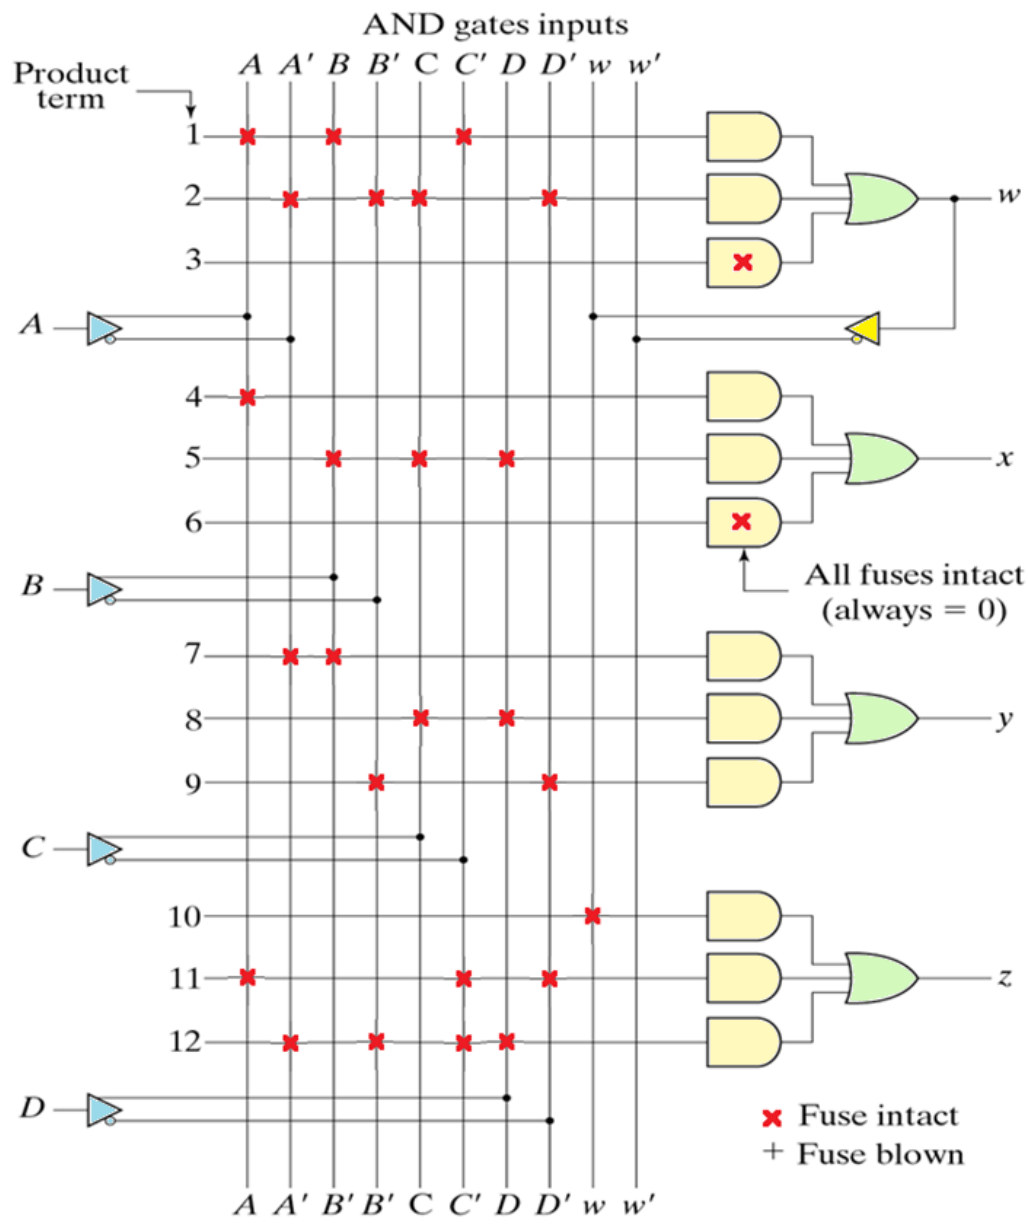 AND gates inputs
A A' B B' C C' D D' w w'
Product
term
1
2
w
3
A
4
5
x
6
B
All fuses intact
(always = 0)
7
8
y
9
C
10
11
z
12
D
Fuse intact
+ Fuse blown
A A' B' B' C C' D D' w w'